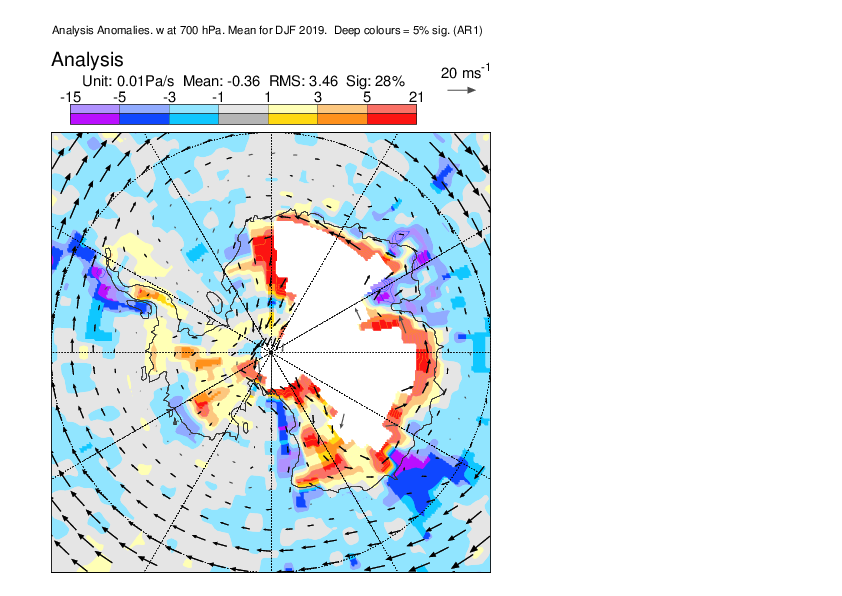 Analysis Anomalies. w at 700 hPa. Mean for DJF 2019. Deep colours = 5% sig. (AR1)
Analysis
20 ms-1
Unit: 0.01Pa/s Mean: -0.36 RMS: 3.46 Sig: 28%
-15 -5 -3 -1 1 3 5 21